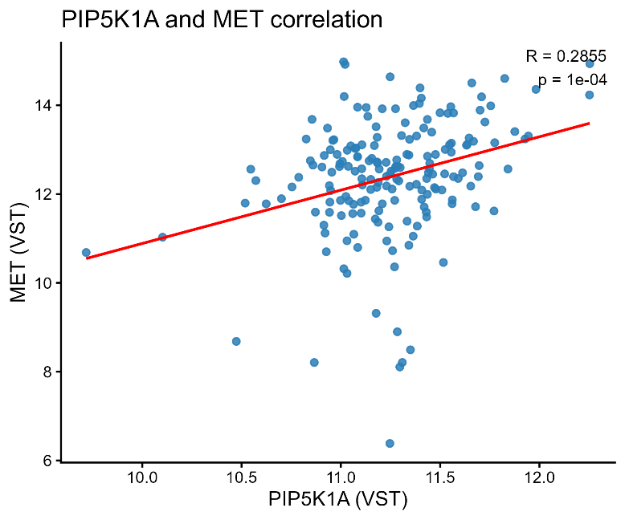 PIP5K1A and MET correlation
R = 0.2855
p = 1e-04
MET (VST)
14
12
10
8
6
10.0 10.5 11.0 11.5 12.0
PIP5K1A (VST)